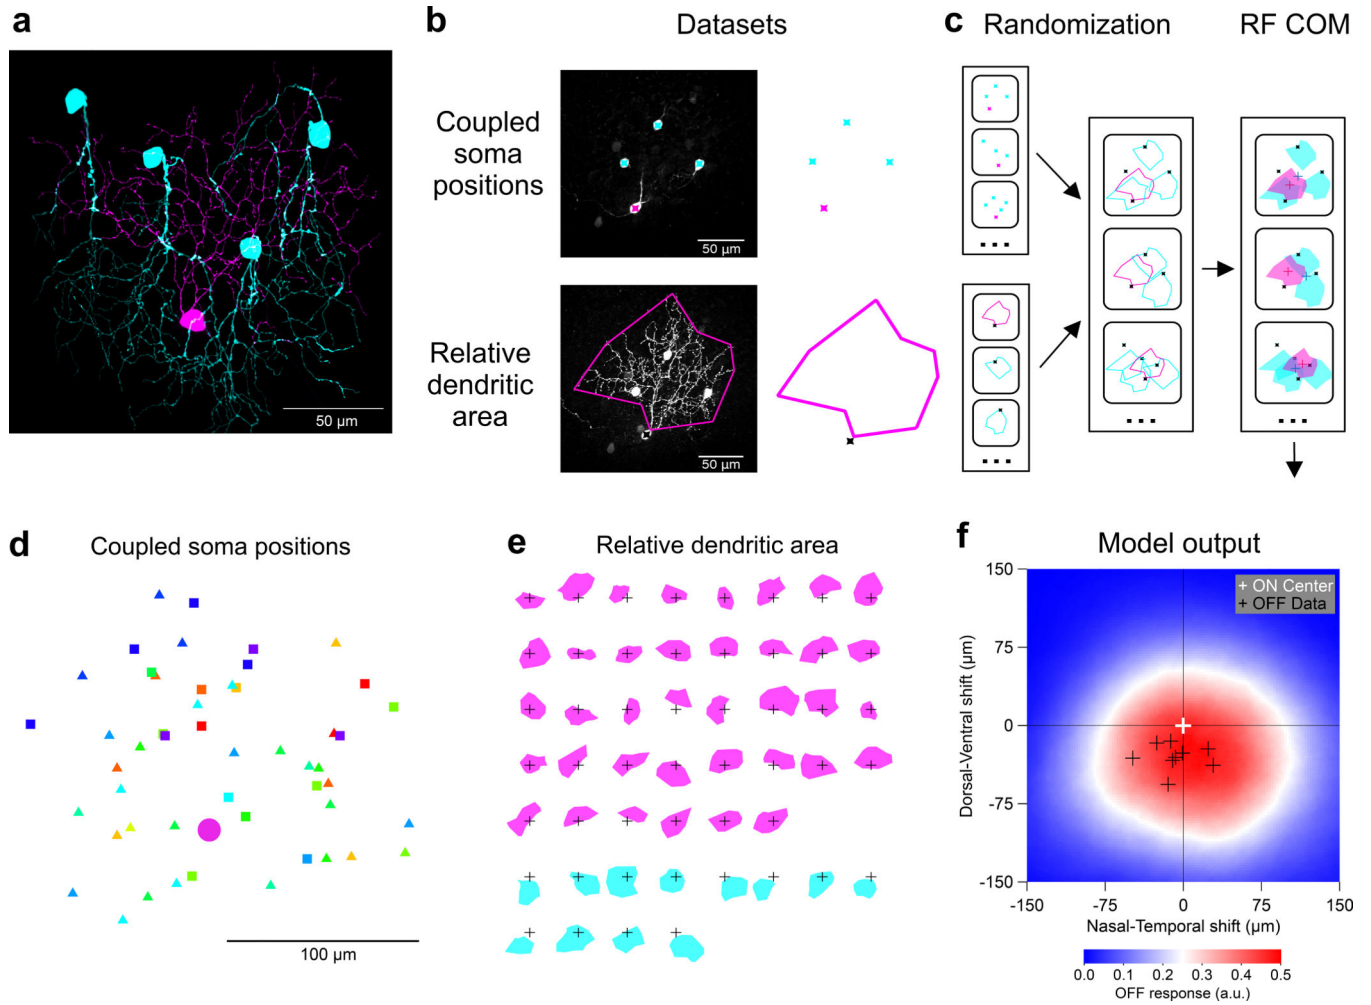 a
50 µm
b
Datasets
Coupled
soma
positions
50 µm
Relative
dendritic
area
50 µm
c
Randomization
RF COM
d
Coupled soma positions
100 µm
e
Relative dendritic area
f
Model output
150
+ ON Center
+ OFF Data
75
0
-75
-150
Dorsal-Ventral shift (µm)
-150
-75
0
75
150
Nasal-Temporal shift (µm)
0.0
0.1
0.2
0.3
0.4
0.5
OFF response (a.u.)